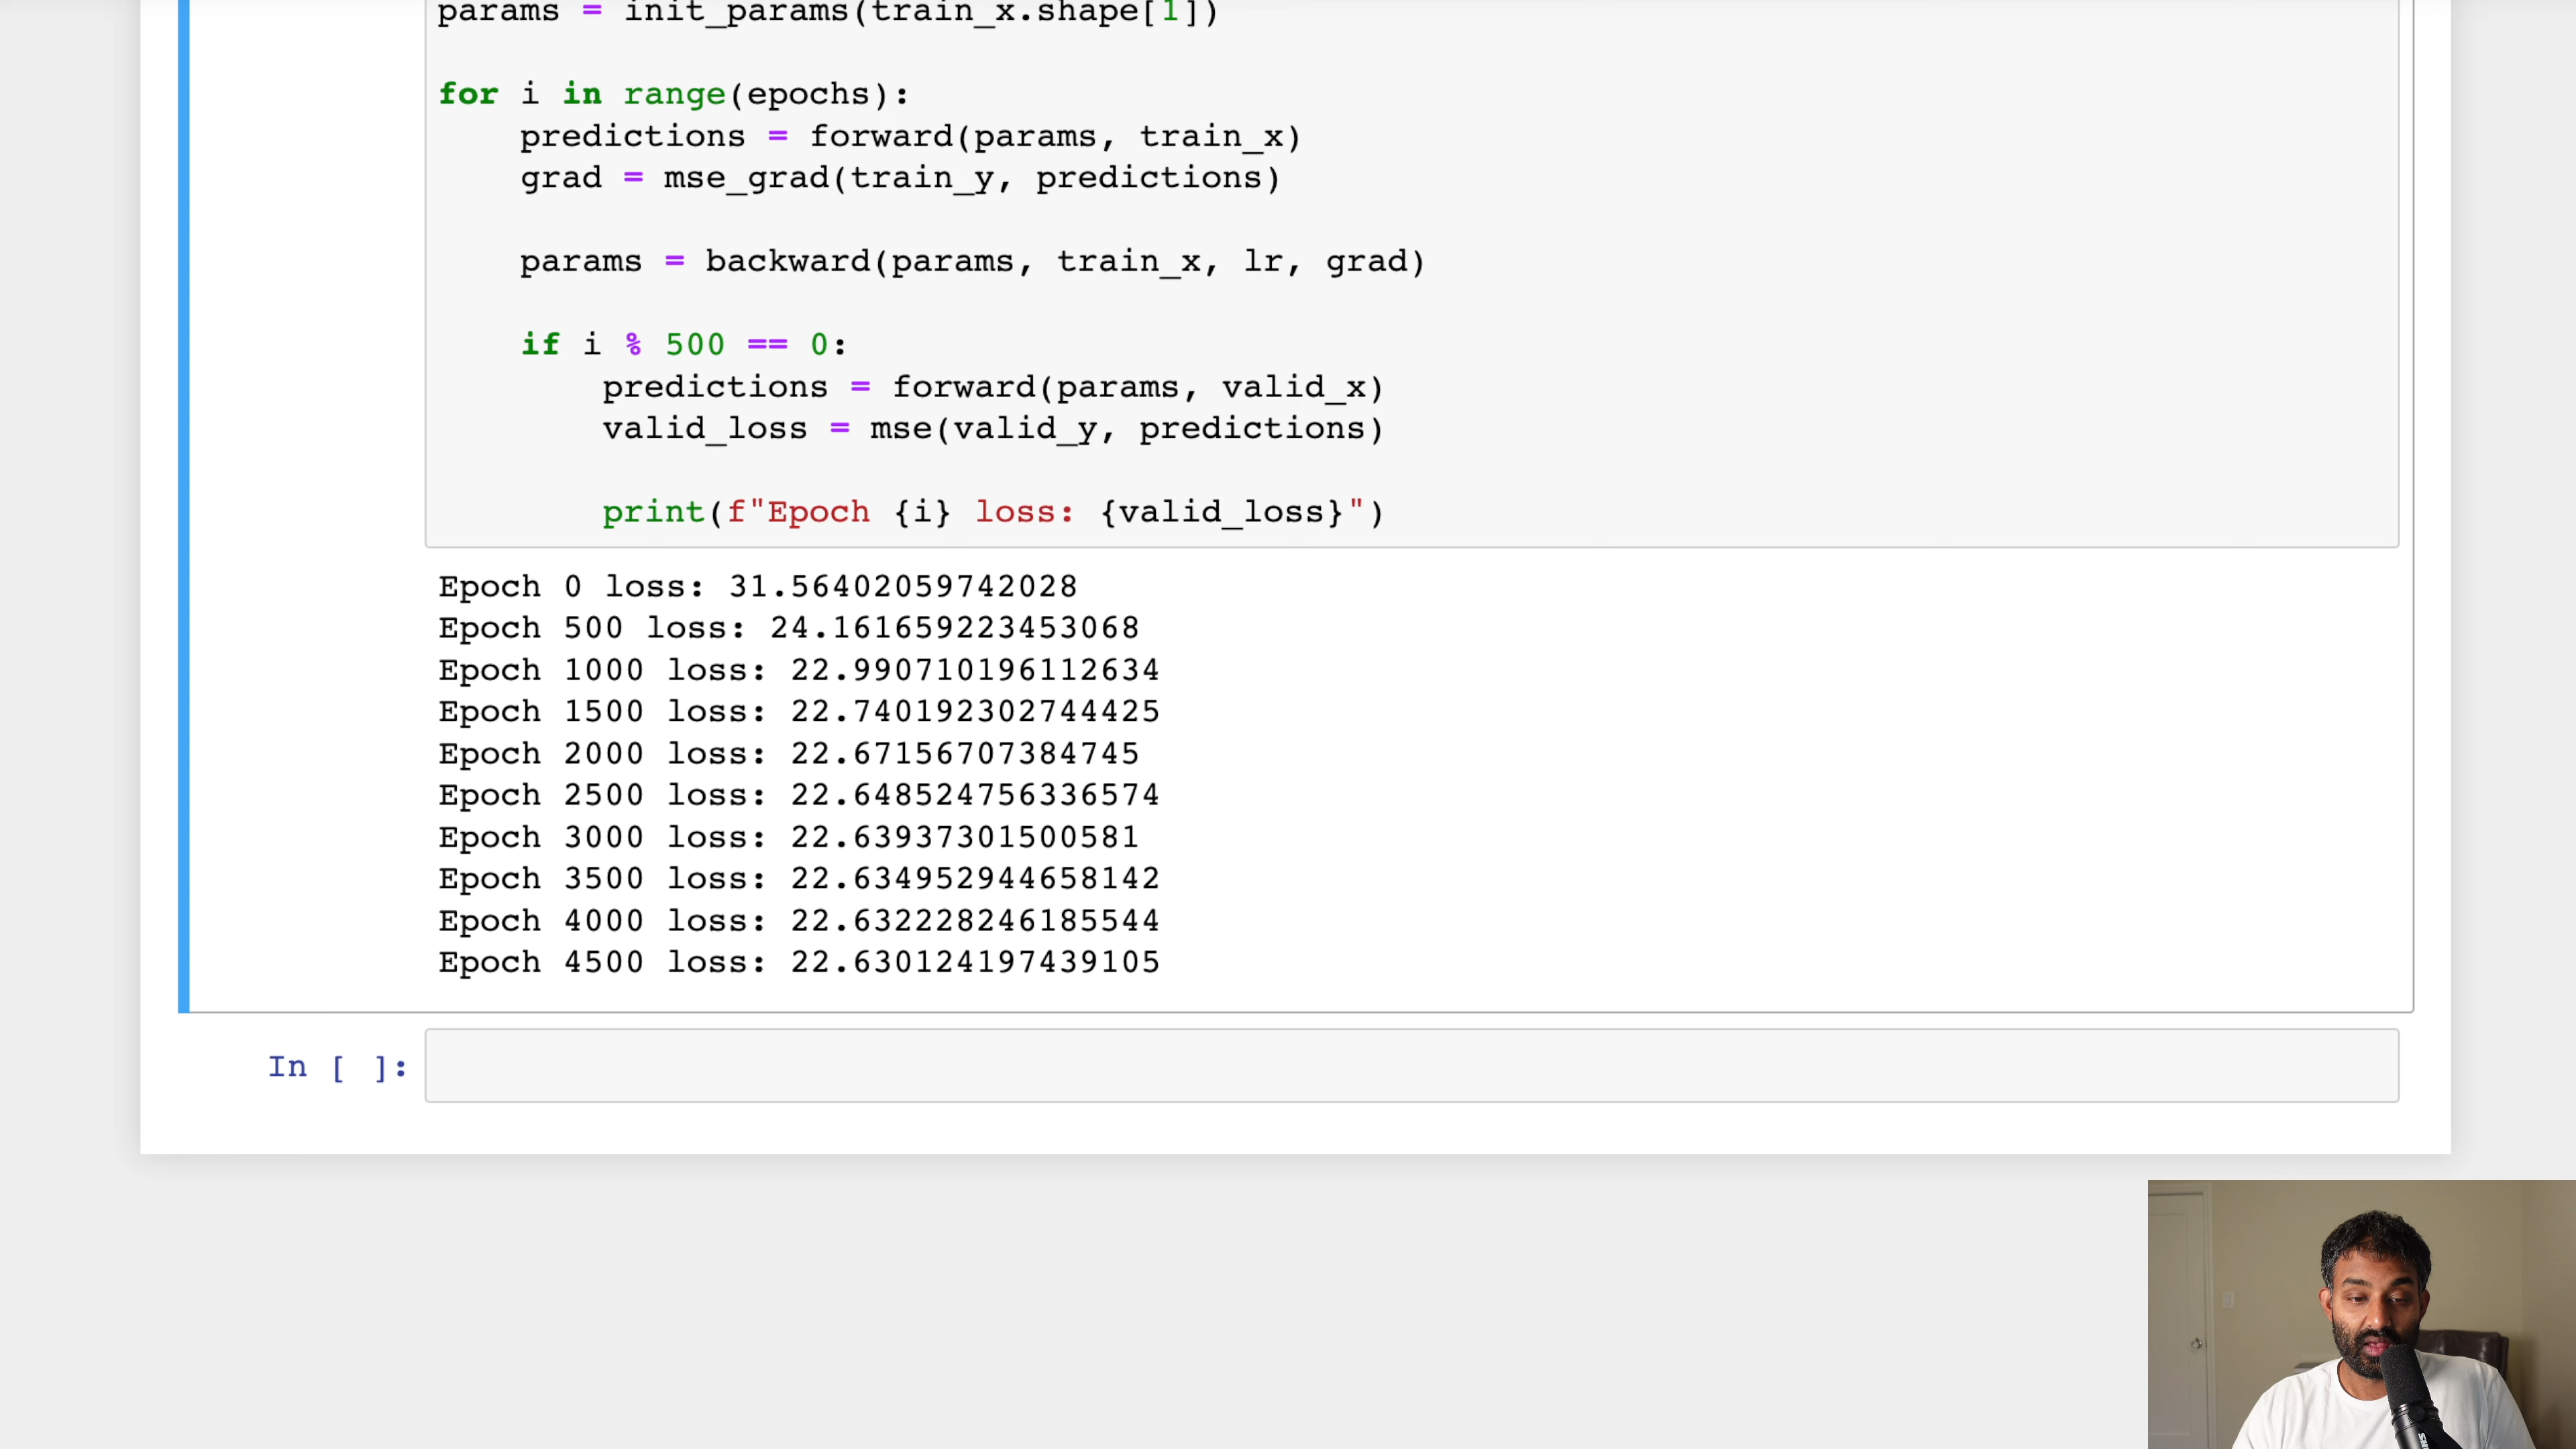 params = init_params(train_x.shape[1])
for i in range(epochs):
predictions = forward(params, train_x)
grad = mse_grad(train_y, predictions)
params = backward(params, train_x, lr, grad)
if i % 500 == 0:
predictions = forward(params, valid_x)
valid_loss = mse(valid_y, predictions)
print(f"Epoch {i} loss: {valid_loss}")
Epoch 0 loss: 31.56402059742028
Epoch 500 loss: 24.161659223453068
Epoch 1000 loss: 22.990710196112634
Epoch 1500 loss: 22.740192302744425
Epoch 2000 loss: 22.67156707384745
Epoch 2500 loss: 22.648524756336574
Epoch 3000 loss: 22.63937301500581
Epoch 3500 loss: 22.634952944658142
Epoch 4000 loss: 22.632228246185544
Epoch 4500 loss: 22.630124197439105
In [ ]: